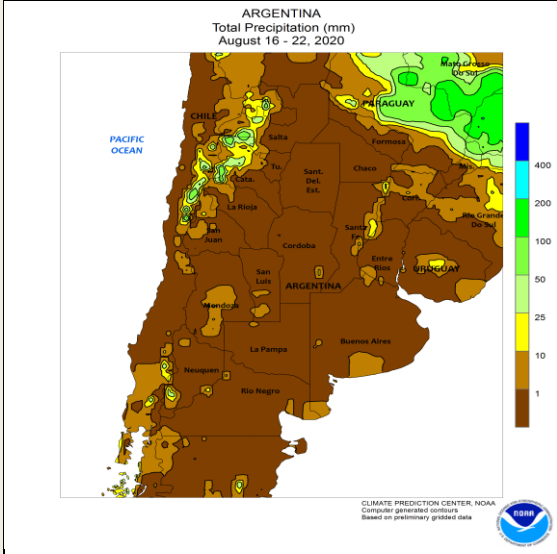 ARGENTINA
Total Precipitation (mm)
August 16 - 22, 2020
Mato Grosso
Do Sul
PARAGUAY
CHILE
PACIFIC
OCEAN
Salta
Formosa
Tu.
Sant.
Del.
Est.
Chaco
Mis.
Cata.
La Rioja
Corr.
Rio Grande
Do Sul
San
Juan
Santa
Fe
Cordoba
Entre
Rios
URUGUAY
San
Luis
ARGENTINA
Mendoza
Buenos Aires
La Pampa
Neuquen
Rio Negro
400
200
100
50
25
10
1
CLIMATE PREDICTION CENTER, NOAA
Computer generated contours
Based on preliminary gridded data
NOAA